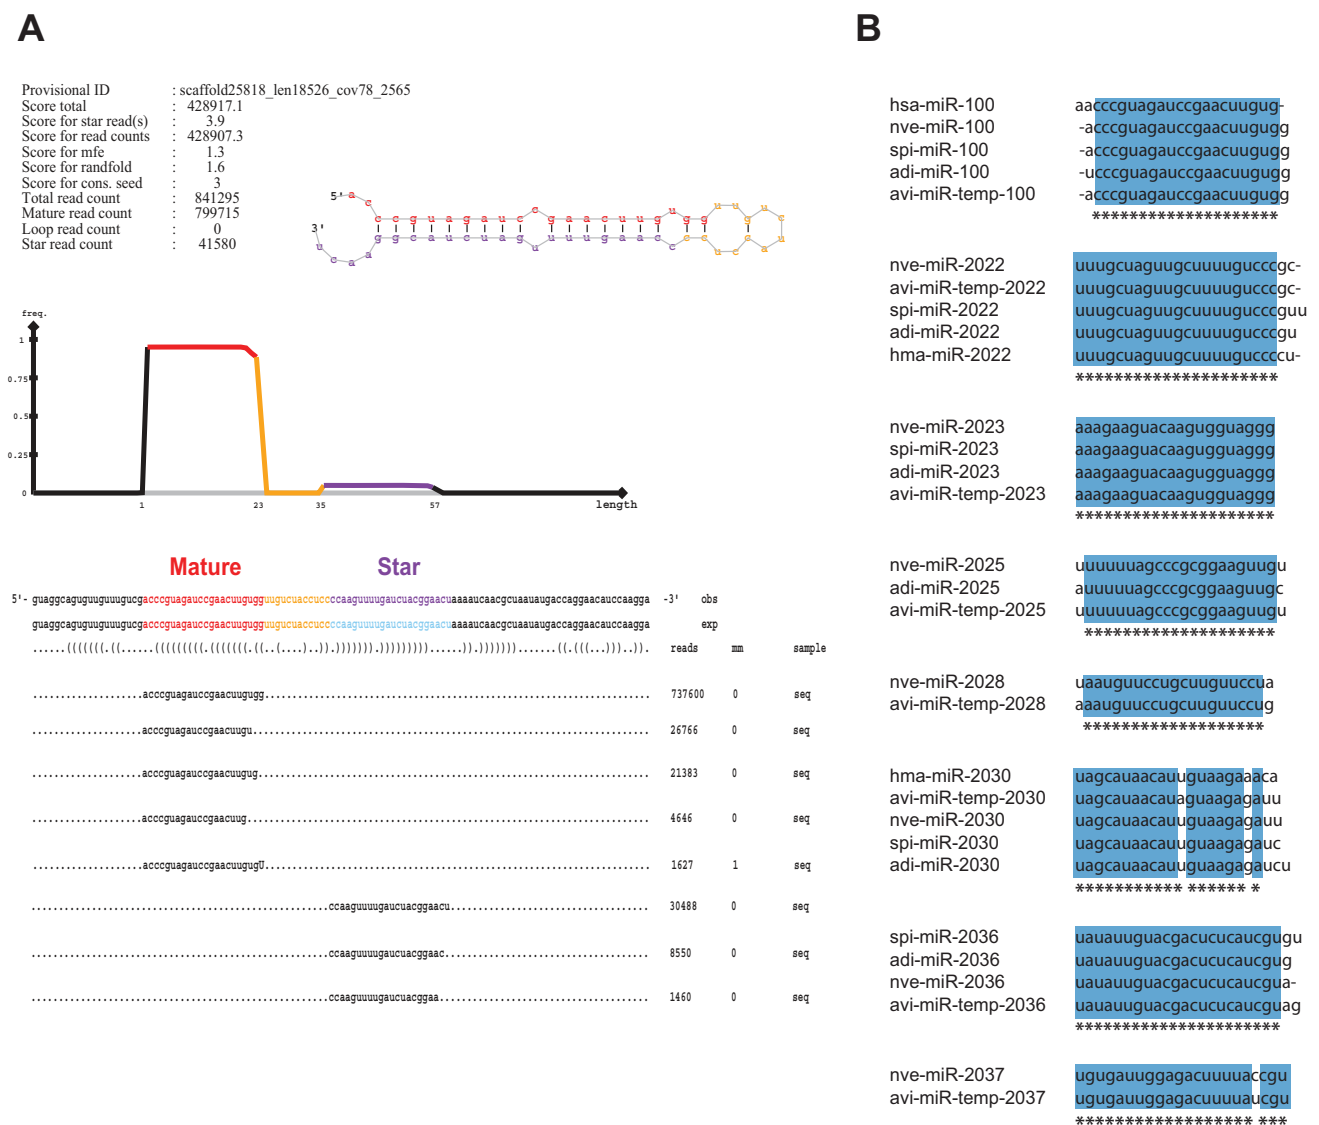 A
Provisional ID : scaffold25818_len18526_cov78_2565
Score total : 428917.1
Score for star read(s) : 3.9
Score for read counts : 428907.3
Score for mfe : 1.3
Score for randfold : 1.6
Score for cons. seed : 3
Total read count : 841295
Mature read count : 799715
Loop read count : 0
Star read count : 41580
5'
3'
freq.
1
0.75
0.5
0.25
0
1 23 35 57 length
Mature Star
5'- guaggcaguguuguuugucgacccguagauccgaacuugugguugucuaccucccaaguuuugaucuacggaacuaaaaucaacgcuaauaugaccaggaacauccaagga -3' obs
guaggcaguguuguuugucgacccguagauccgaacuugugguugucuaccucccaaguuuugaucuacggaacuaaaaucaacgcuaauaugaccaggaacauccaagga exp
reads mm sample
acccguagauccgaacuugugg 737600 0 seq
acccguagauccgaacuugu 26766 0 seq
acccguagauccgaacuugug 21383 0 seq
acccguagauccgaacuug 4646 0 seq
acccguagauccgaacuugugU 1627 1 seq
ccaaguuuugaucuacggaacu 30488 0 seq
ccaaguuuugaucuacggaac 8550 0 seq
ccaaguuuugaucuacggaa 1460 0 seq
B
hsa-miR-100 aacccguagauccgaacuugug-
nve-miR-100 -acccguagauccgaacuugugg
spi-miR-100 -acccguagauccgaacuugugg
adi-miR-100 -ucccguagauccgaacuugugg
avi-miR-temp-100 -acccguagauccgaacuugugg
*******************
nve-miR-2022 uuugcuaguugcuuuugucccgc-
avi-miR-temp-2022 uuugcuaguugcuuuugucccgc-
spi-miR-2022 uuugcuaguugcuuuugucccguu
adi-miR-2022 uuugcuaguugcuuuugucccgu
hma-miR-2022 uuugcuaguugcuuuuguccccu-
*********************
nve-miR-2023 aaagaaguacaagugguaggg
spi-miR-2023 aaagaaguacaagugguaggg
adi-miR-2023 aaagaaguacaagugguaggg
avi-miR-temp-2023 aaagaaguacaagugguaggg
*********************
nve-miR-2025 uuuuuuagcccgcggaaguugu
adi-miR-2025 auuuuuagcccgcggaaguugc
avi-miR-temp-2025 uuuuuuagcccgcggaaguugu
********************
nve-miR-2028 uaauguuccugcuuguuccua
avi-miR-temp-2028 aaauguuccugcuuguuccug
*******************
hma-miR-2030 uagcauaacauuguaagaaaca
avi-miR-temp-2030 uagcauaacauaguaagagauu
nve-miR-2030 uagcauaacauuguaagagauu
spi-miR-2030 uagcauaacauuguaagagauc
adi-miR-2030 uagcauaacauuguaagagaucu
*********** ****** *
spi-miR-2036 uauauuguacgacucucaucgugu
adi-miR-2036 uauauuguacgacucucaucgug
nve-miR-2036 uauauuguacgacucucaucgua-
avi-miR-temp-2036 uauauuguacgacucucaucguag
**********************
nve-miR-2037 ugugauuggagacuuuuaccgu
avi-miR-temp-2037 ugugauuggagacuuuuaucgu
****************** ***